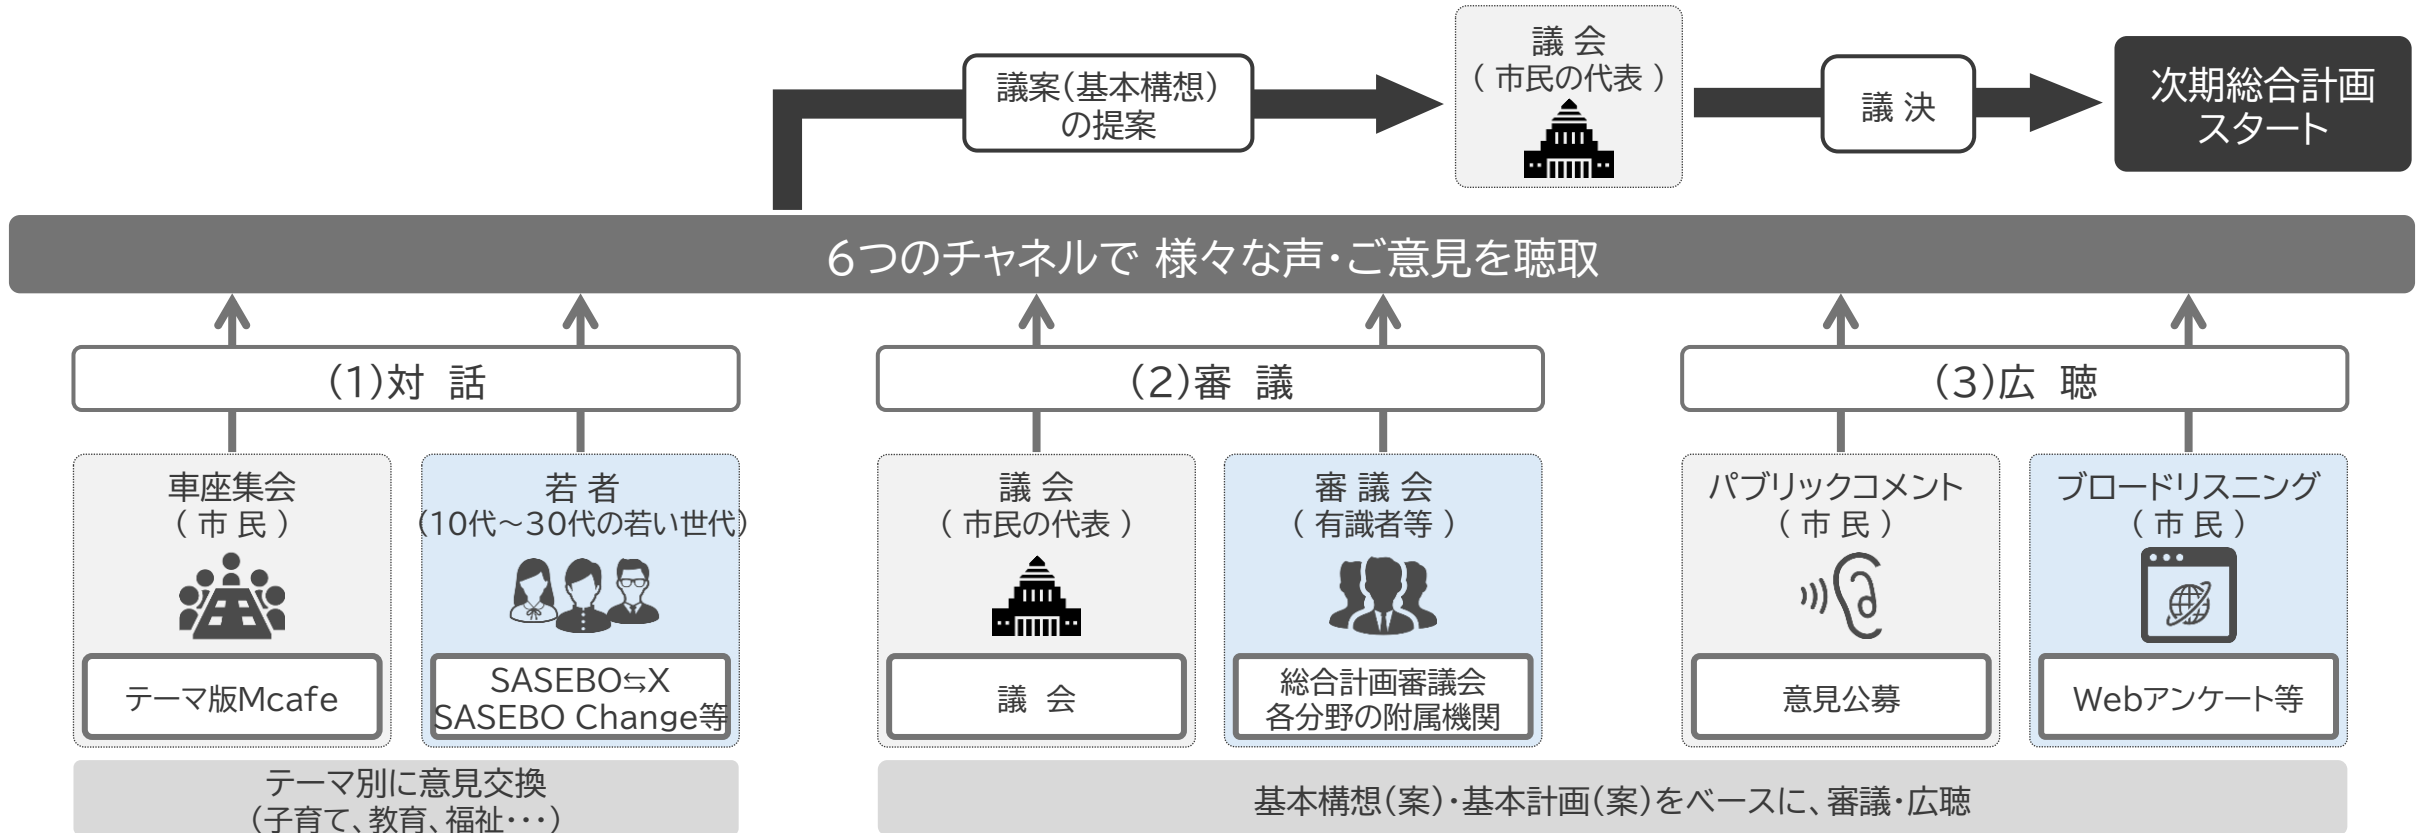 議 会
( 市民の代表 )
議案(基本構想)
の提案
議 決
次期総合計画
スタート
6つのチャネルで 様々な声・ご意見を聴取
(1)対 話
(2)審 議
(3)広 聴
車座集会
( 市 民 )
テーマ版Mcafe
若 者
(10代～30代の若い世代)
SASEBO⇆X
SASEBO Change等
議 会
( 市民の代表 )
議 会
審 議 会
( 有識者等 )
総合計画審議会
各分野の附属機関
パブリックコメント
( 市 民 )
意見公募
ブロードリスニング
( 市 民 )
Webアンケート等
テーマ別に意見交換
(子育て、教育、福祉・・・)
基本構想(案)・基本計画(案)をベースに、審議・広聴